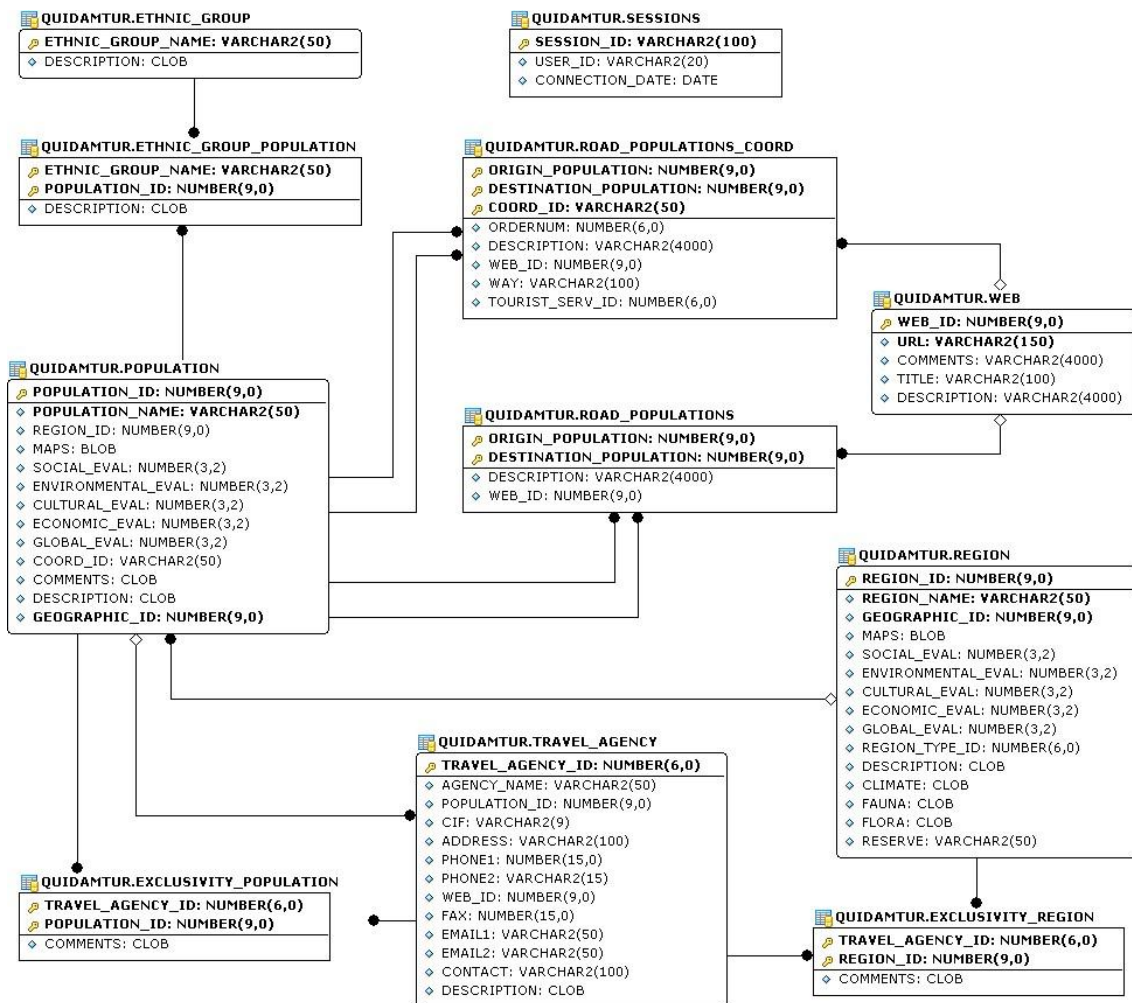 QUIDAMTUR.ETHNIC_GROUP
ETHNIC_GROUP_NAME: VARCHAR2(50)
DESCRIPTION: CLOB
QUIDAMTUR.SESSIONS
SESSION_ID: VARCHAR2(100)
USER_ID: VARCHAR2(20)
CONNECTION_DATE: DATE
QUIDAMTUR.ETHNIC_GROUP_POPULATION
ETHNIC_GROUP_NAME: VARCHAR2(50)
POPULATION_ID: NUMBER(9,0)
DESCRIPTION: CLOB
QUIDAMTUR.ROAD_POPULATIONS_COORD
ORIGIN_POPULATION: NUMBER(9,0)
DESTINATION_POPULATION: NUMBER(9,0)
COORD_ID: VARCHAR2(50)
ORDERNUM: NUMBER(6,0)
DESCRIPTION: VARCHAR2(4000)
WEB_ID: NUMBER(9,0)
WAY: VARCHAR2(100)
TOURIST_SERV_ID: NUMBER(6,0)
QUIDAMTUR.WEB
WEB_ID: NUMBER(9,0)
URL: VARCHAR2(150)
COMMENTS: VARCHAR2(4000)
TITLE: VARCHAR2(100)
DESCRIPTION: VARCHAR2(4000)
QUIDAMTUR.POPULATION
POPULATION_ID: NUMBER(9,0)
POPULATION_NAME: VARCHAR2(50)
REGION_ID: NUMBER(9,0)
MAPS: BLOB
SOCIAL_EVAL: NUMBER(3,2)
ENVIRONMENTAL_EVAL: NUMBER(3,2)
CULTURAL_EVAL: NUMBER(3,2)
ECONOMIC_EVAL: NUMBER(3,2)
GLOBAL_EVAL: NUMBER(3,2)
COORD_ID: VARCHAR2(50)
COMMENTS: CLOB
DESCRIPTION: CLOB
GEOGRAPHIC_ID: NUMBER(9,0)
QUIDAMTUR.ROAD_POPULATIONS
ORIGIN_POPULATION: NUMBER(9,0)
DESTINATION_POPULATION: NUMBER(9,0)
DESCRIPTION: VARCHAR2(4000)
WEB_ID: NUMBER(9,0)
QUIDAMTUR.REGION
REGION_ID: NUMBER(9,0)
REGION_NAME: VARCHAR2(50)
GEOGRAPHIC_ID: NUMBER(9,0)
MAPS: BLOB
SOCIAL_EVAL: NUMBER(3,2)
ENVIRONMENTAL_EVAL: NUMBER(3,2)
CULTURAL_EVAL: NUMBER(3,2)
ECONOMIC_EVAL: NUMBER(3,2)
GLOBAL_EVAL: NUMBER(3,2)
REGION_TYPE_ID: NUMBER(6,0)
DESCRIPTION: CLOB
CLIMATE: CLOB
FAUNA: CLOB
FLORA: CLOB
RESERVE: VARCHAR2(50)
QUIDAMTUR.TRAVEL_AGENCY
TRAVEL_AGENCY_ID: NUMBER(6,0)
AGENCY_NAME: VARCHAR2(50)
POPULATION_ID: NUMBER(9,0)
CIF: VARCHAR2(9)
ADDRESS: VARCHAR2(100)
PHONE1: NUMBER(15,0)
PHONE2: VARCHAR2(15)
WEB_ID: NUMBER(9,0)
FAX: NUMBER(15,0)
EMAIL1: VARCHAR2(50)
EMAIL2: VARCHAR2(50)
CONTACT: VARCHAR2(100)
DESCRIPTION: CLOB
QUIDAMTUR.EXCLUSIVITY_POPULATION
TRAVEL_AGENCY_ID: NUMBER(6,0)
POPULATION_ID: NUMBER(9,0)
COMMENTS: CLOB
QUIDAMTUR.EXCLUSIVITY_REGION
TRAVEL_AGENCY_ID: NUMBER(6,0)
REGION_ID: NUMBER(9,0)
COMMENTS: CLOB